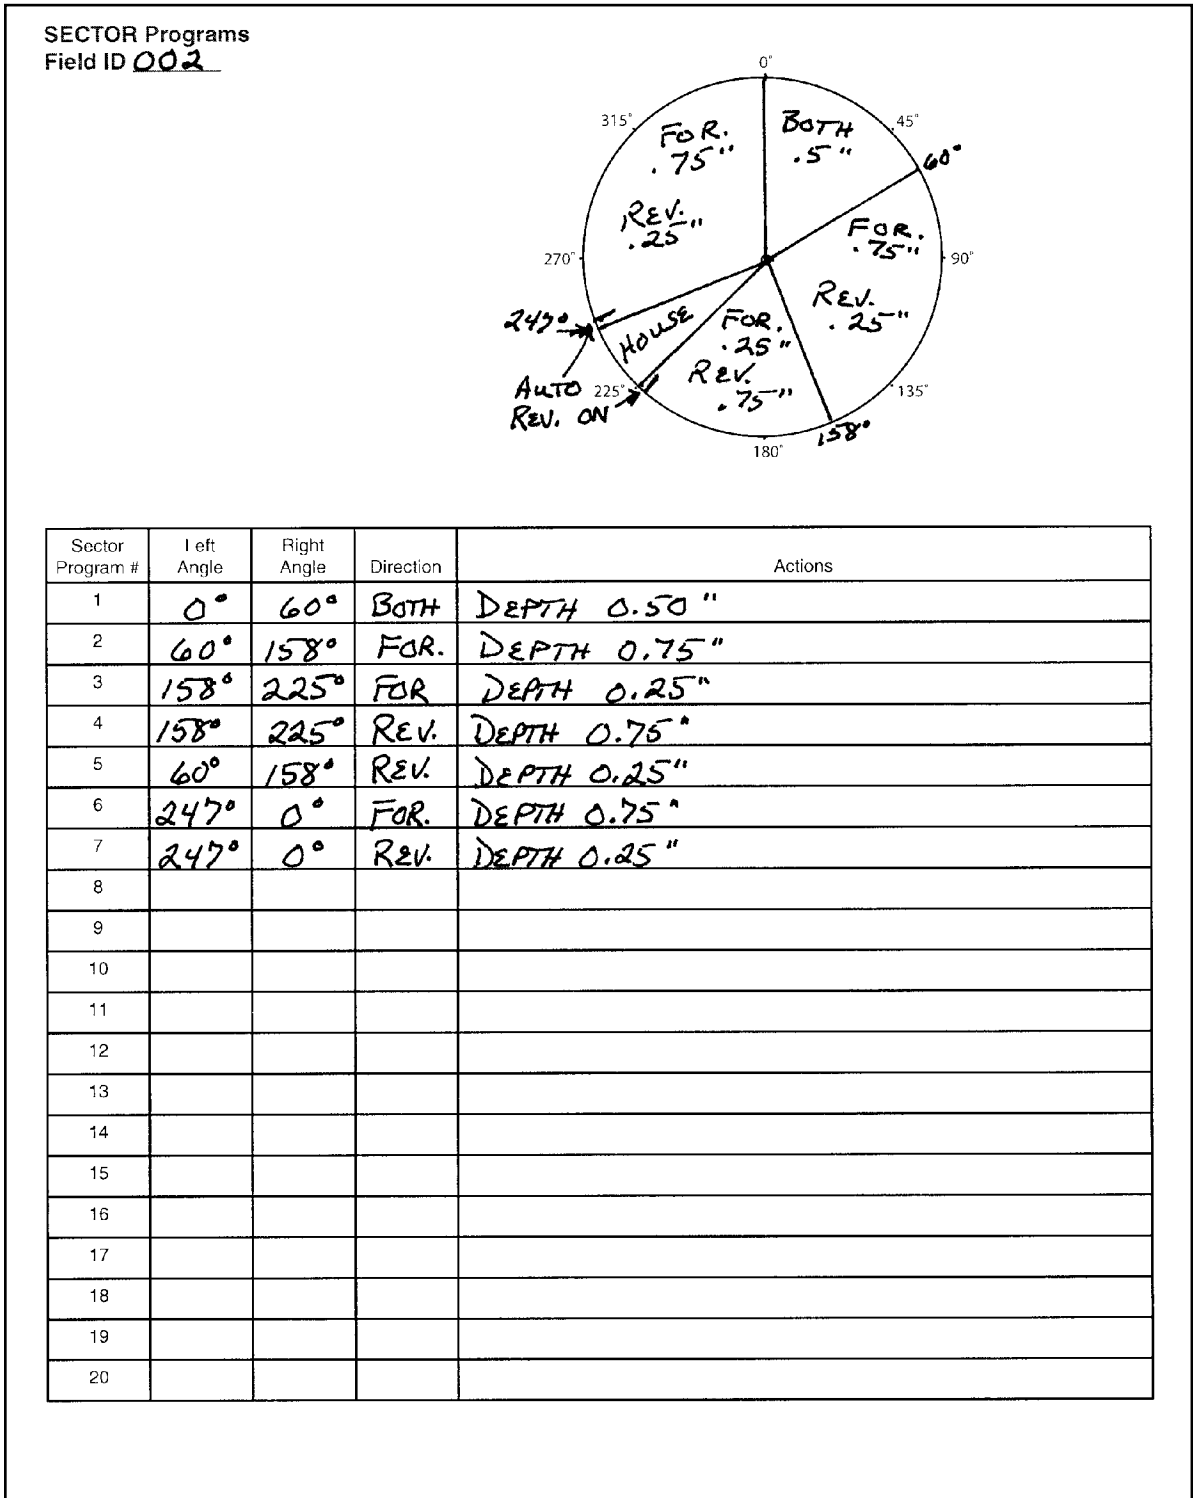 SECTOR Programs
Field ID 002
0°
315°
FOR.
.75"
BOTH
.5"
45°
60°
REV.
.25"
FOR.
.75"
270°
90°
247°
HOUSE
FOR.
.25"
REV.
.25"
REV.
.75"
AUTO
REV. ON
225°
135°
158°
180°
Sector Program # Left Angle Right Angle Direction Actions
1 0° 60° BOTH DEPTH 0.50"
2 60° 158° FOR. DEPTH 0.75"
3 158° 225° FOR DEPTH 0.25"
4 158° 225° REV. DEPTH 0.75"
5 60° 158° REV. DEPTH 0.25"
6 247° 0° FOR. DEPTH 0.75"
7 247° 0° REV. DEPTH 0.25"
8
9
10
11
12
13
14
15
16
17
18
19
20